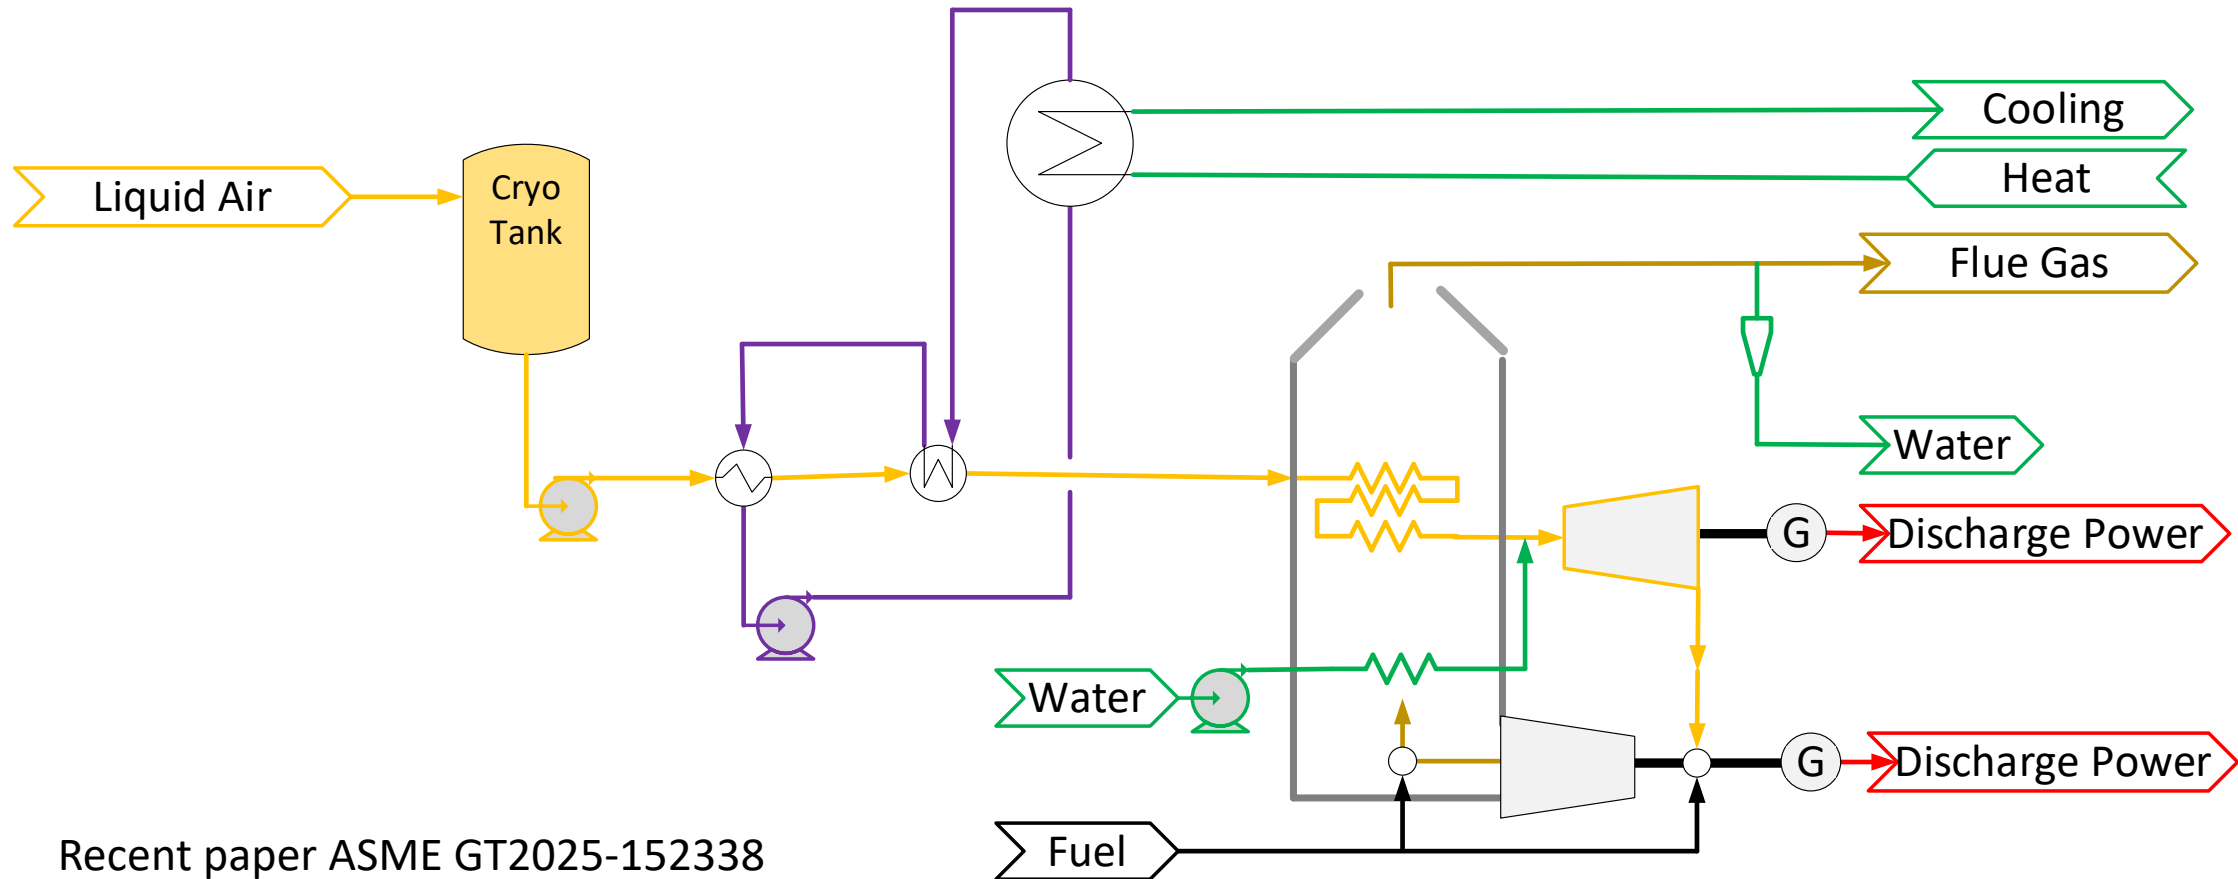 Cooling
Liquid Air
Cryo
Tank
Heat
Flue Gas
Water
G
Discharge Power
Water
G
Discharge Power
Fuel
Recent paper ASME GT2025-152338